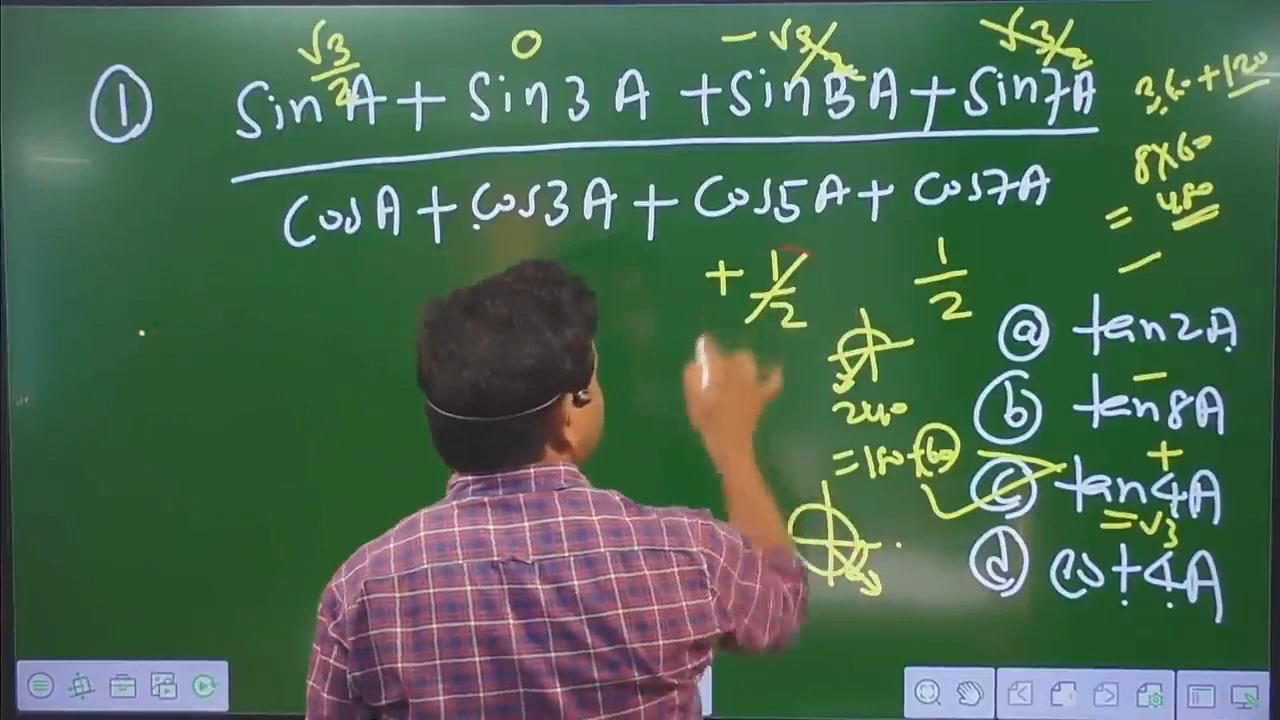 √3/2 0 - √3/2 √3/2
① SinA + Sin3A + Sin5A + Sin7A
CosA + Cos3A + Cos5A + Cos7A
360 + 120
8×60
= 480
-
+ 1/2 1/2
240
= 180 + 60
ⓐ tan2A
-
ⓑ tan8A
+
ⓒ tan4A
= √3
ⓓ cot4A